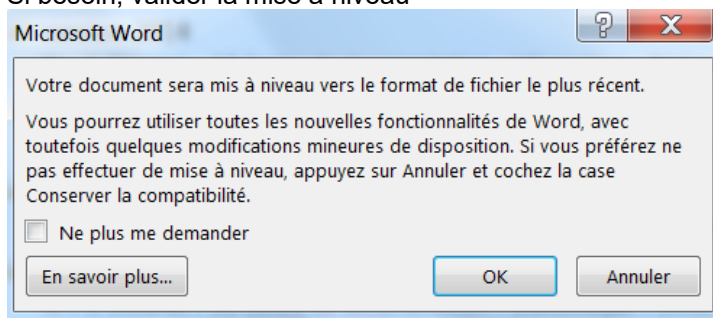 Si besoin, valider la mise à niveau
Microsoft Word
Votre document sera mis à niveau vers le format de fichier le plus récent.
Vous pourrez utiliser toutes les nouvelles fonctionnalités de Word, avec
toutefois quelques modifications mineures de disposition. Si vous préférez ne
pas effectuer de mise à niveau, appuyez sur Annuler et cochez la case
Conserver la compatibilité.
Ne plus me demander
En savoir plus...
OK
Annuler